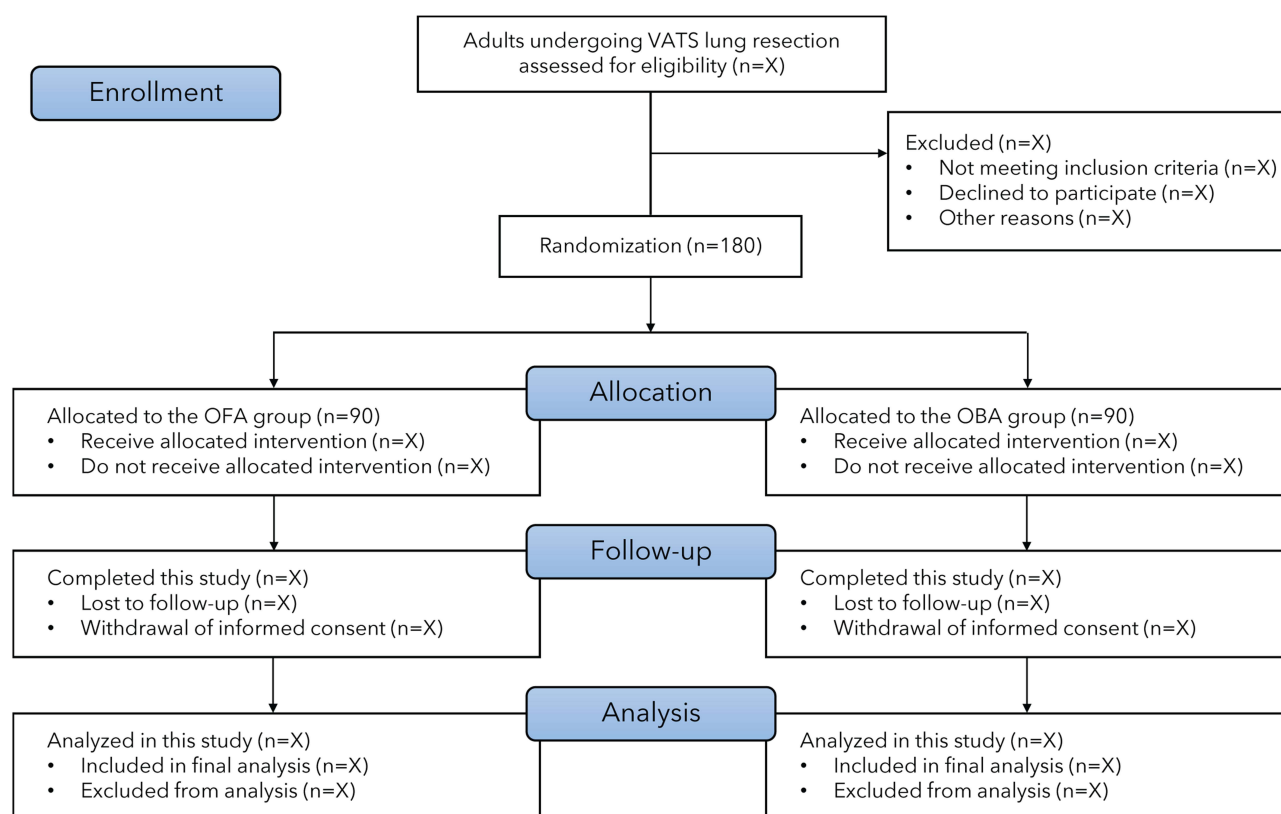 Adults undergoing VATS lung resection
assessed for eligibility (n=X)
Enrollment
Excluded (n=X)
• Not meeting inclusion criteria (n=X)
• Declined to participate (n=X)
• Other reasons (n=X)
Randomization (n=180)
Allocation
Allocated to the OFA group (n=90)
• Receive allocated intervention (n=X)
• Do not receive allocated intervention (n=X)
Allocated to the OBA group (n=90)
• Receive allocated intervention (n=X)
• Do not receive allocated intervention (n=X)
Follow-up
Completed this study (n=X)
• Lost to follow-up (n=X)
• Withdrawal of informed consent (n=X)
Completed this study (n=X)
• Lost to follow-up (n=X)
• Withdrawal of informed consent (n=X)
Analysis
Analyzed in this study (n=X)
• Included in final analysis (n=X)
• Excluded from analysis (n=X)
Analyzed in this study (n=X)
• Included in final analysis (n=X)
• Excluded from analysis (n=X)